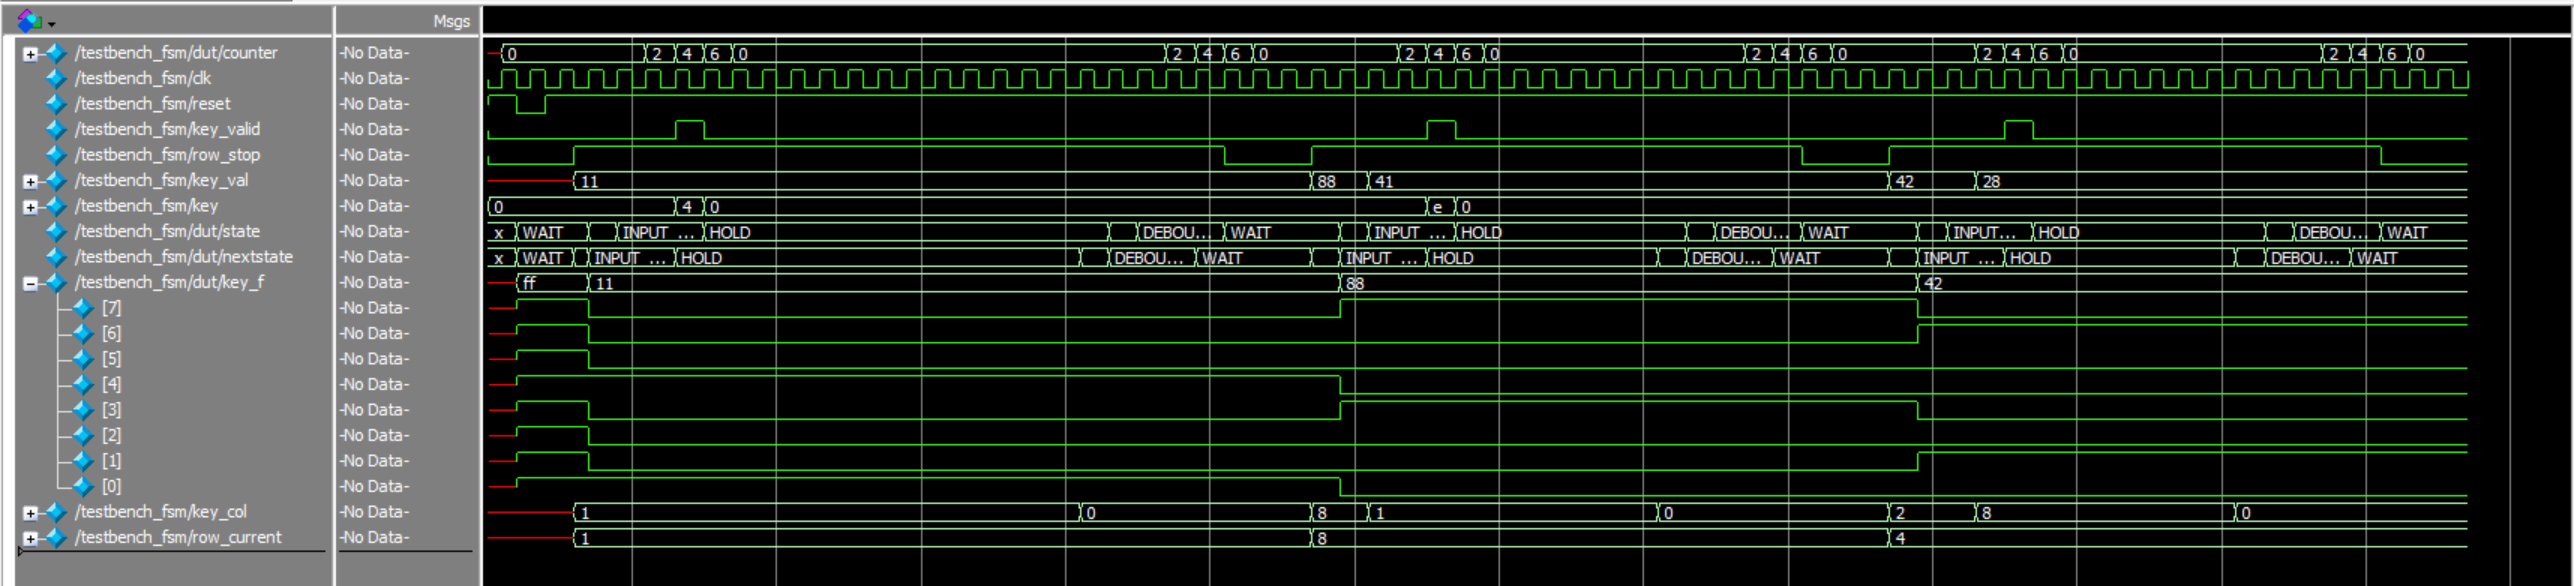 Msgs
/testbench_fsm/dut/counter -No Data- 0 2 4 6 0 2 4 6 0 2 4 6 0 2 4 6 0 2 4 6 0 2 4 6 0
/testbench_fsm/clk -No Data-
/testbench_fsm/reset -No Data-
/testbench_fsm/key_valid -No Data-
/testbench_fsm/row_stop -No Data-
/testbench_fsm/key_val -No Data- 11 88 41 42 28
/testbench_fsm/key -No Data- 0 4 0 e 0
/testbench_fsm/dut/state -No Data- x WAIT INPUT ... HOLD DEBOU... WAIT INPUT ... HOLD DEBOU... WAIT INPUT... HOLD DEBOU... WAIT
/testbench_fsm/dut/nextstate -No Data- x WAIT INPUT ... HOLD DEBOU... WAIT INPUT ... HOLD DEBOU... WAIT INPUT ... HOLD DEBOU... WAIT
/testbench_fsm/dut/key_f -No Data- ff 11 88 42
[7] -No Data-
[6] -No Data-
[5] -No Data-
[4] -No Data-
[3] -No Data-
[2] -No Data-
[1] -No Data-
[0] -No Data-
/testbench_fsm/key_col -No Data- 1 0 8 1 0 2 8 0
/testbench_fsm/row_current -No Data- 1 8 4